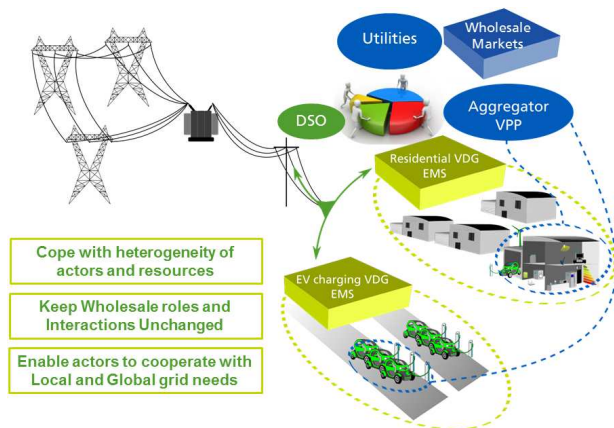 Utilities
Wholesale
Markets
DSO
Aggregator
VPP
Residential VDG
EMS
Cope with heterogeneity of
actors and resources
EV charging VDG
EMS
Keep Wholesale roles and
Interactions Unchanged
Enable actors to cooperate with
Local and Global grid needs